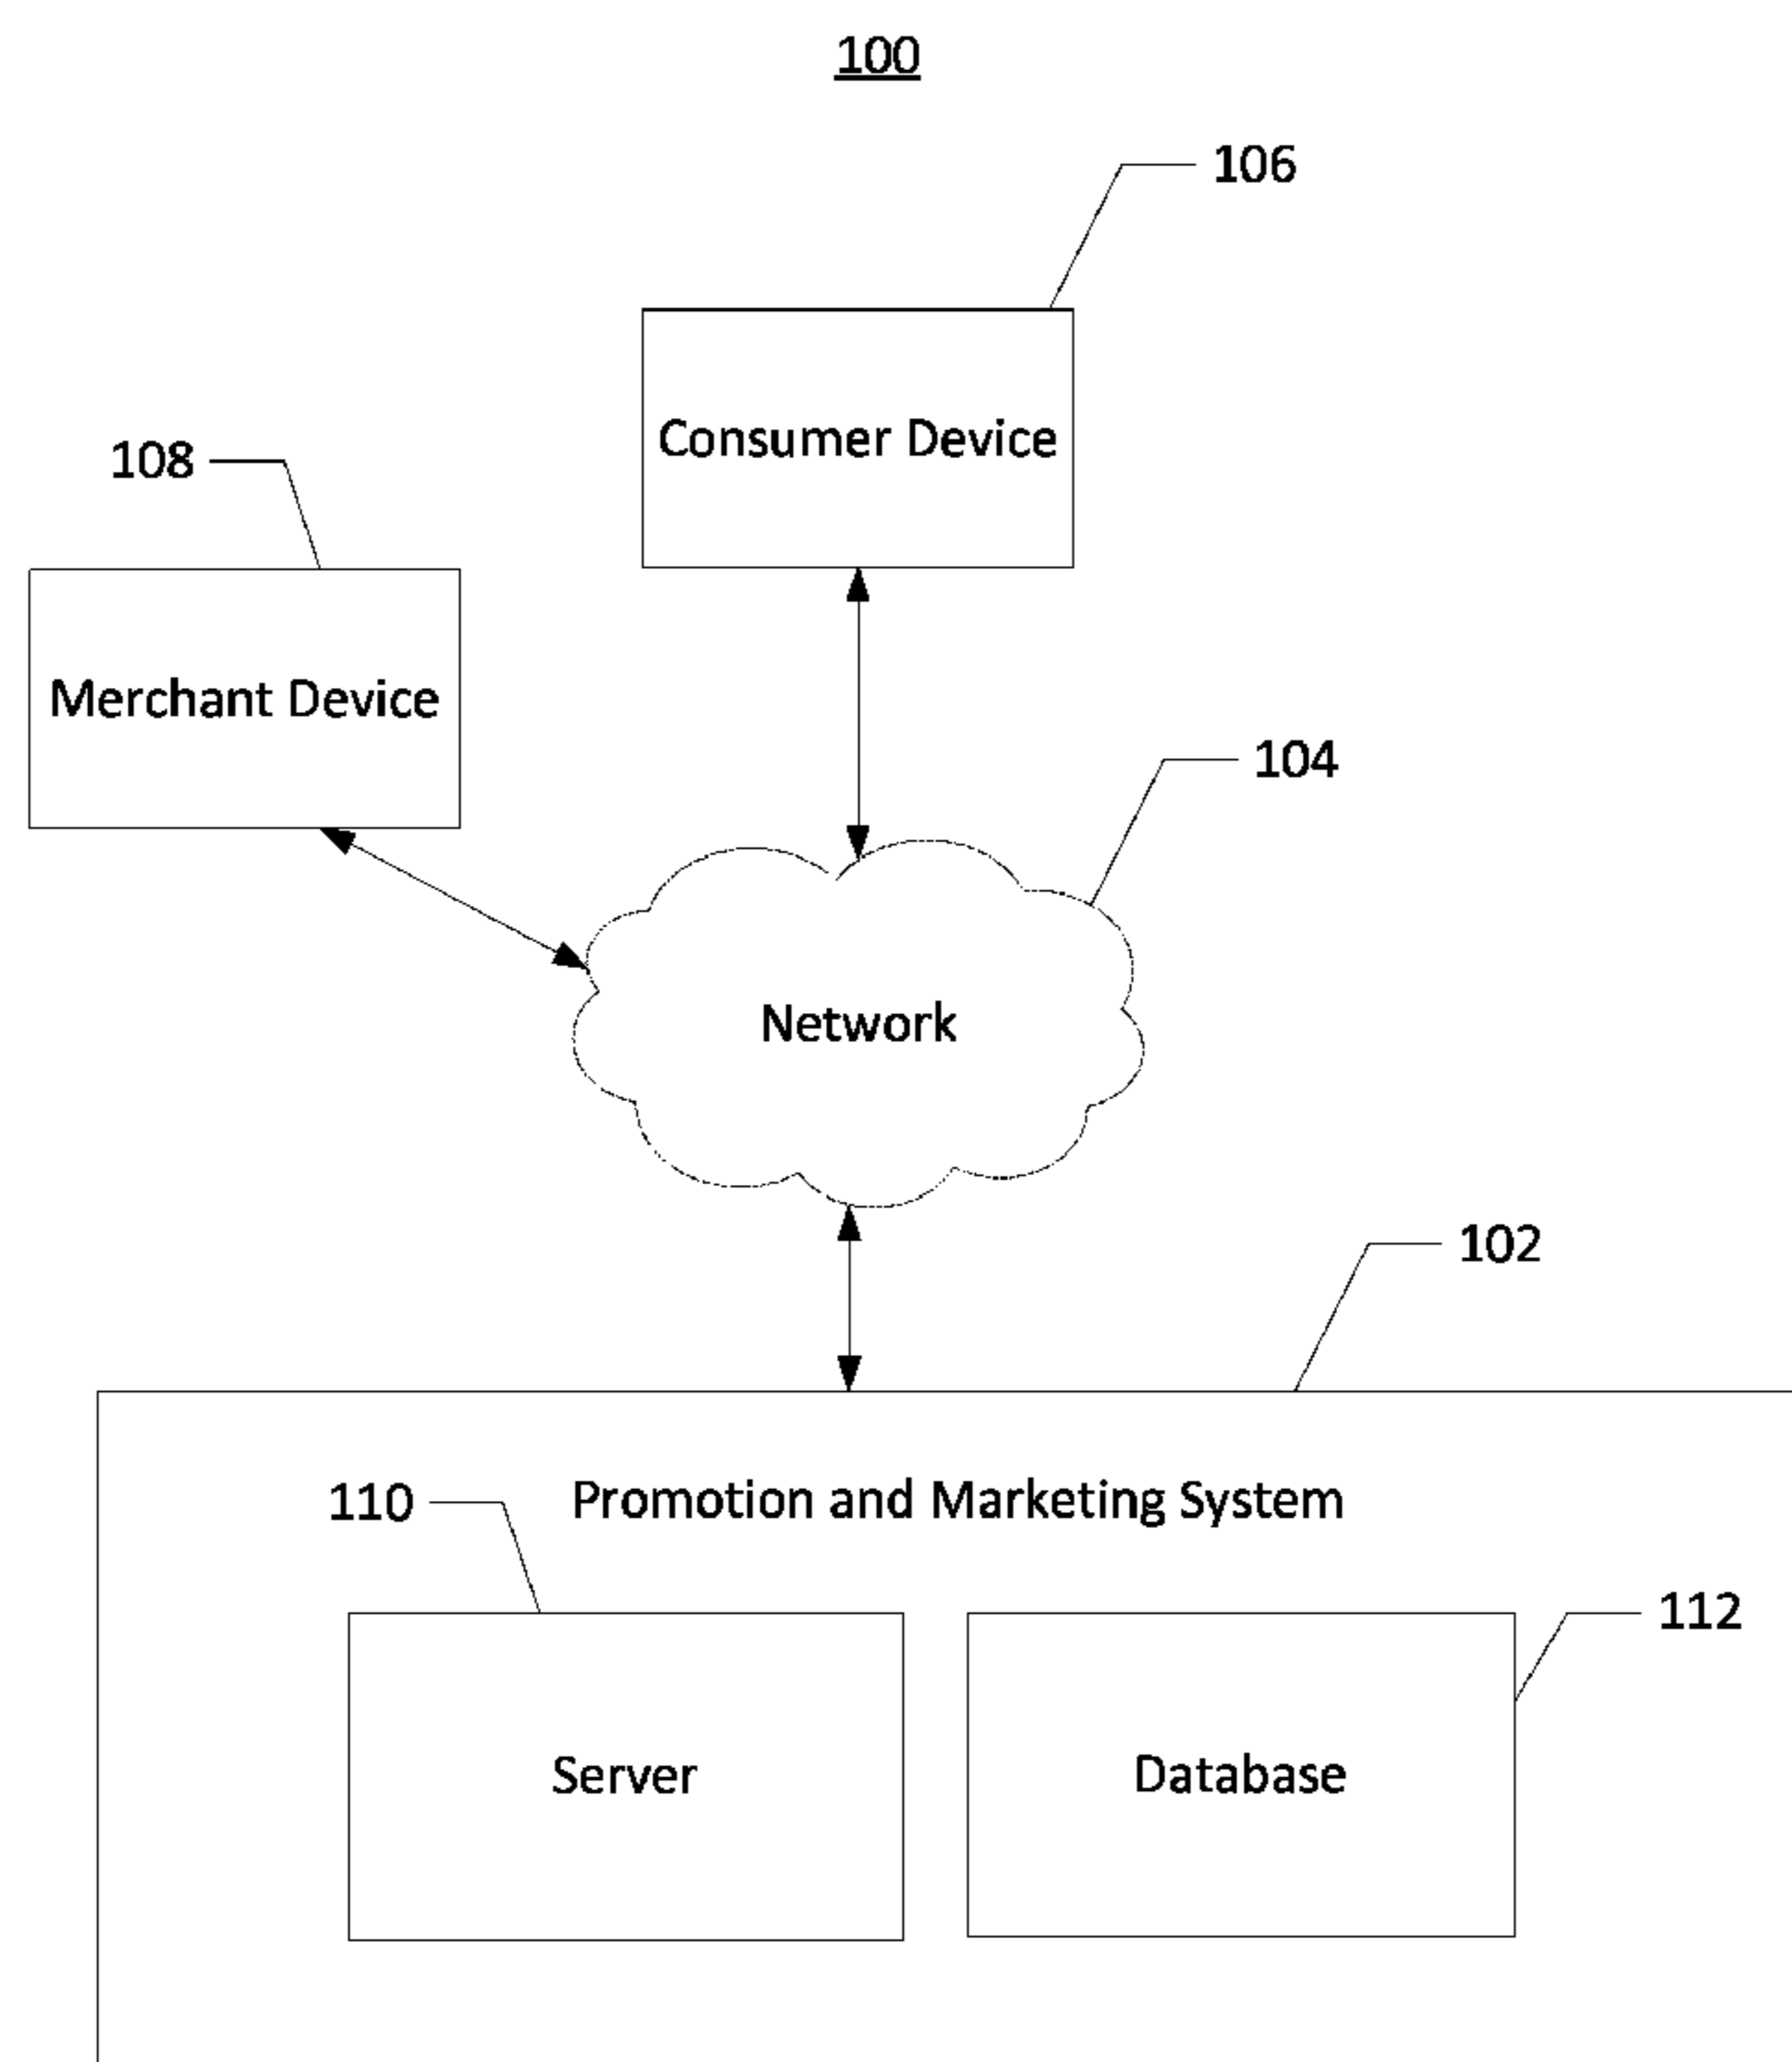 100
106
Consumer Device
108
Merchant Device
104
Network
102
110
Promotion and Marketing System
112
Server
Database